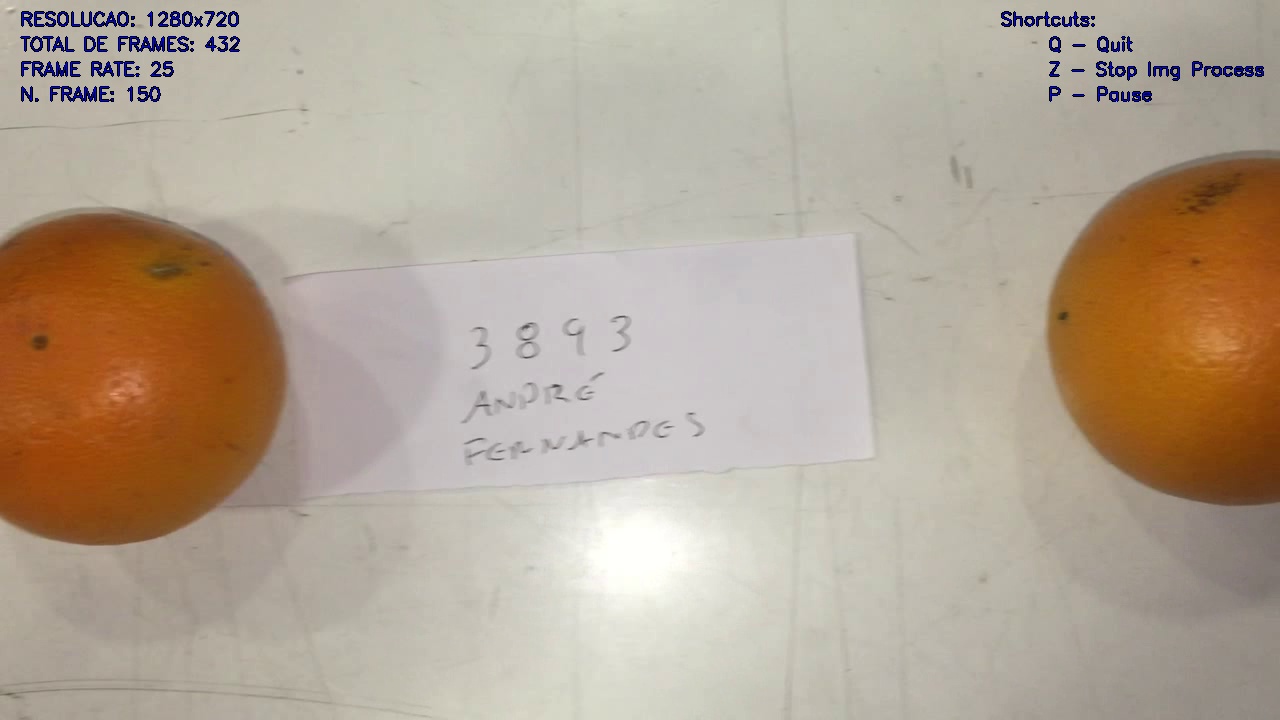 RESOLUCAO: 1280x720
TOTAL DE FRAMES: 432
FRAME RATE: 25
N. FRAME: 150
Shortcuts:
Q - Quit
Z - Stop Img Process
P - Pause
3893
ANDRÉ
FERNANDES